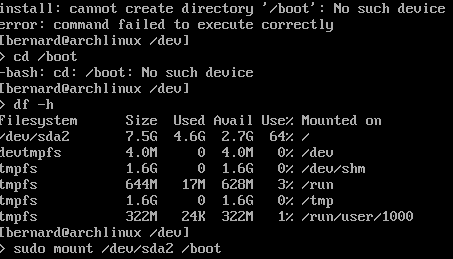 install: cannot create directory '/boot': No such device
error: command failed to execute correctly
[bernard@archlinux /dev]
> cd /boot
-bash: cd: /boot: No such device
[bernard@archlinux /dev]
> df -h
Filesystem      Size  Used Avail Use% Mounted on
/dev/sda2       7.5G  4.6G  2.7G  64% /
devtmpfs        4.0M     0  4.0M   0% /dev
tmpfs           1.6G     0  1.6G   0% /dev/shm
tmpfs           644M   17M  628M   3% /run
tmpfs           1.6G     0  1.6G   0% /tmp
tmpfs           322M   24K  322M   1% /run/user/1000
[bernard@archlinux /dev]
> sudo mount /dev/sda2 /boot